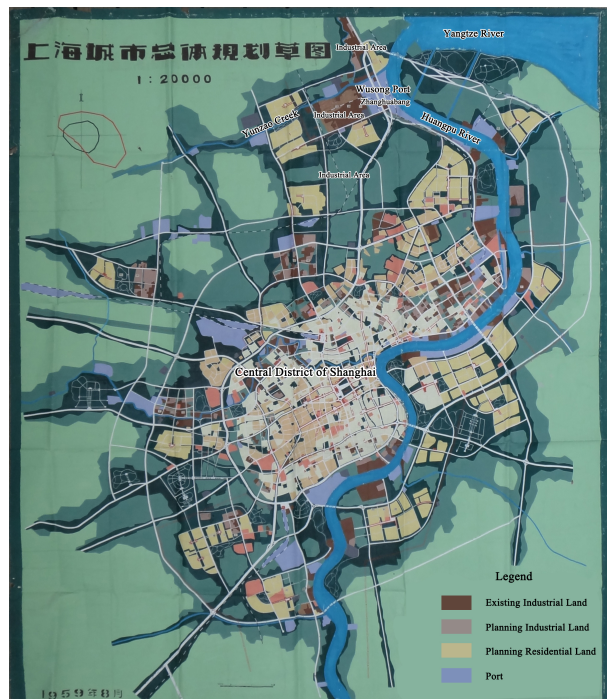 上海城市总体规划草图
1:20000
Yangtze River
Industrial Area
Wusong Port
Zhanghuabang
Yunzao Creek
Industrial Area
Huangpu River
Industrial Area
Central District of Shanghai
Legend
Existing Industrial Land
Planning Industrial Land
Planning Residential Land
Port
1959年8月